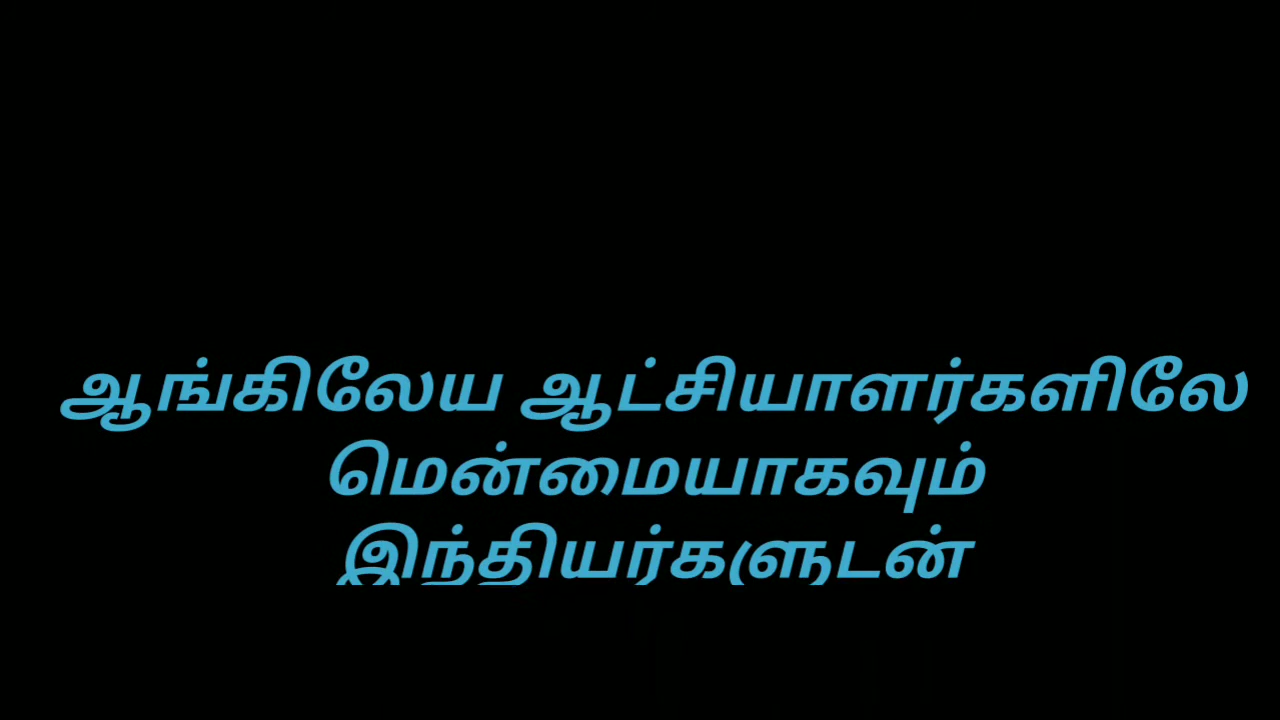 ஆங்கிலேய ஆட்சியாளர்களிலே
மென்மையாகவும்
இந்தியர்களுடன்